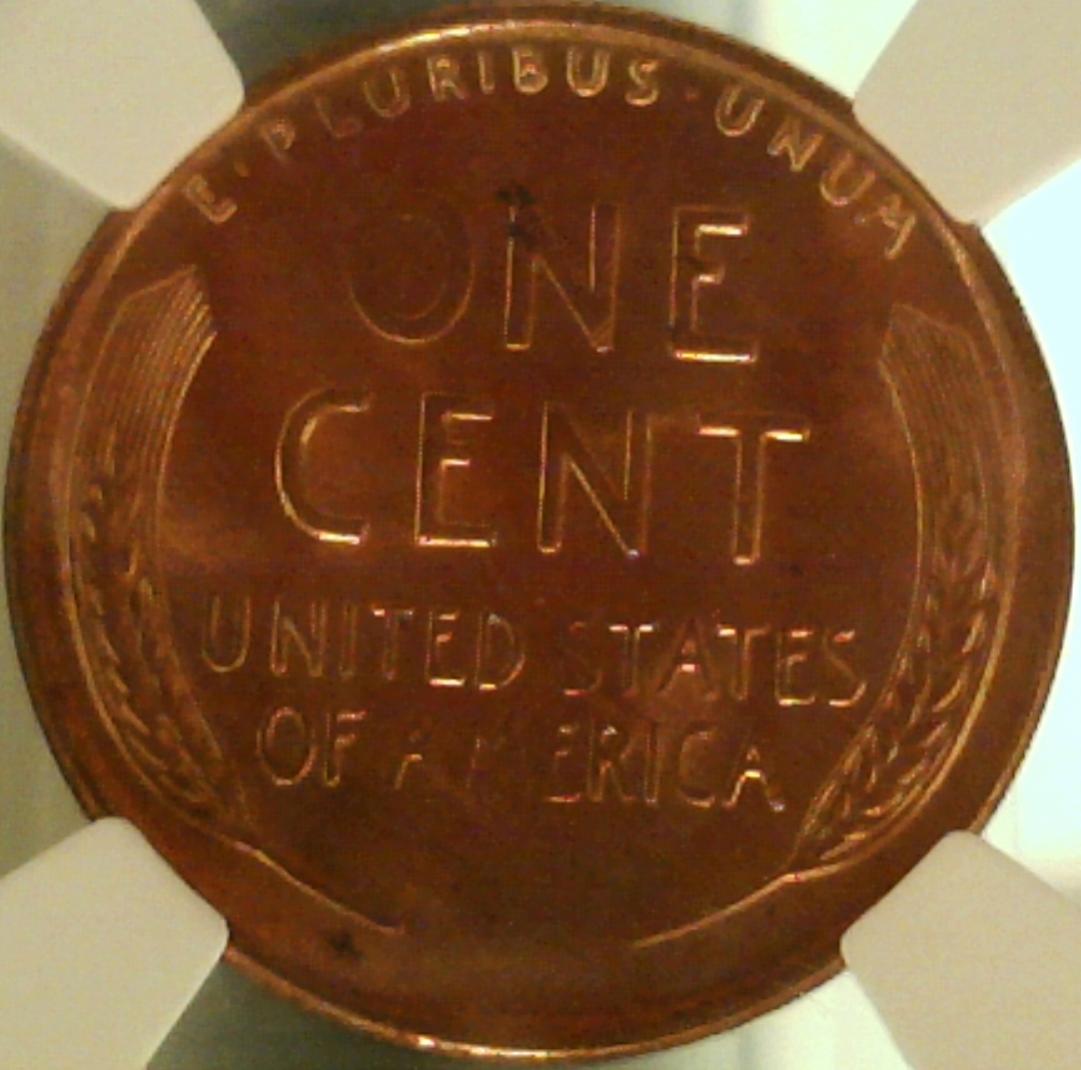 E·PLURIBUS·UNUM
ONE
CENT
UNITED STATES
OF AMERICA